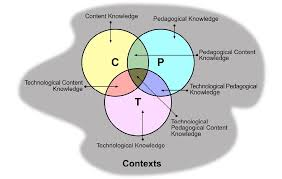 Content Knowledge
Pedagogical Knowledge
C
P
Pedagogical Content
Knowledge
Technological Content
Knowledge
Technological Pedagogical
Knowledge
T
Technological
Pedagogical Content
Knowledge
Technological Knowledge
Contexts